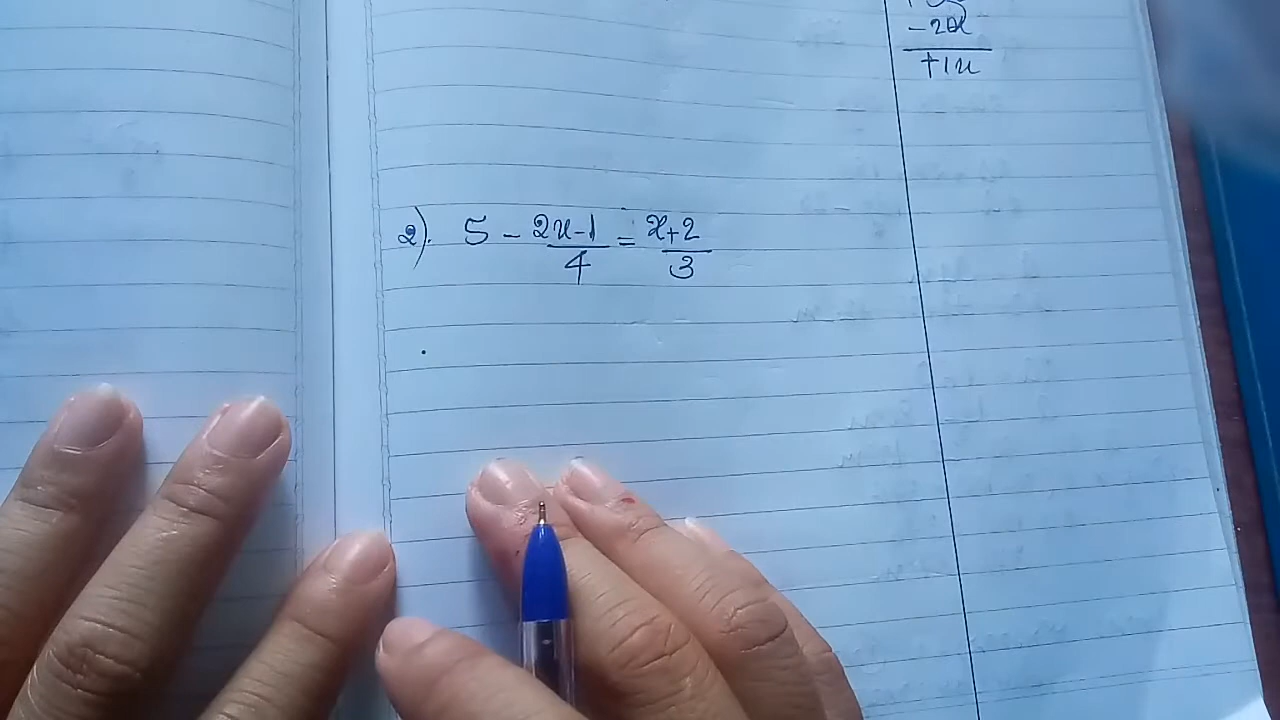 - 2x
+1x
2). 5 - 2x-1/4 = x+2/3